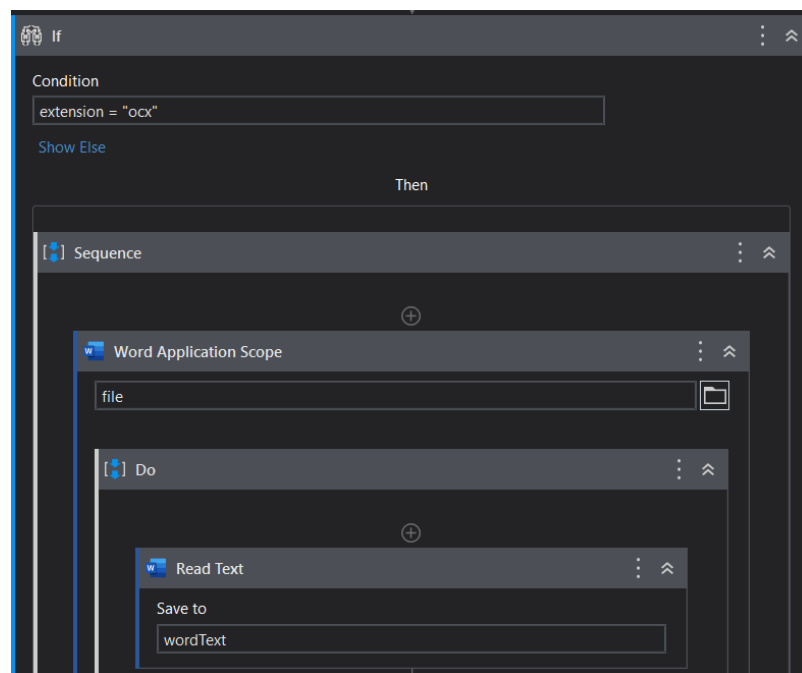 If
Condition
extension = "ocx"
Show Else
Then
Sequence
Word Application Scope
file
Do
Read Text
Save to
wordText